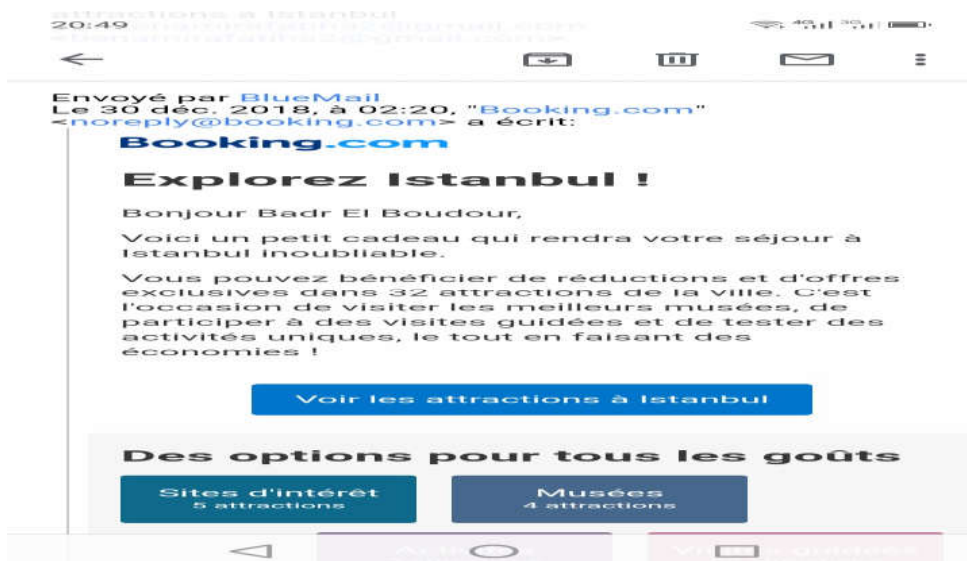 attractions à Istanbul
20:49
4G 3G
Envoyé par BlueMail
Le 30 déc. 2018, à 02:20, "Booking.com"
<noreply@booking.com> a écrit:
Booking.com
Explorez Istanbul !
Bonjour Badr El Boudour,
Voici un petit cadeau qui rendra votre séjour à
Istanbul inoubliable.
Vous pouvez bénéficier de réductions et d'offres
exclusives dans 32 attractions de la ville. C'est
l'occasion de visiter les meilleurs musées, de
participer à des visites guidées et de tester des
activités uniques, le tout en faisant des
économies !
Voir les attractions à Istanbul
Des options pour tous les goûts
Sites d'intérêt
5 attractions
Musées
4 attractions